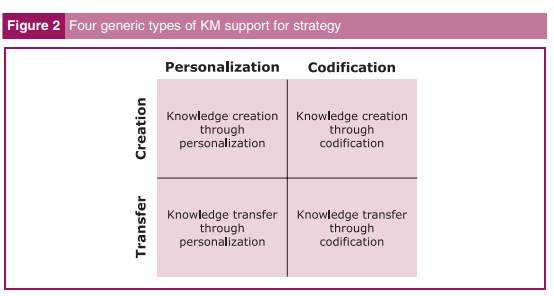 Figure 2 Four generic types of KM support for strategy
Personalization Codification
Creation
Knowledge creation
through
personalization
Knowledge creation
through
codification
Transfer
Knowledge transfer
through
personalization
Knowledge transfer
through
codification